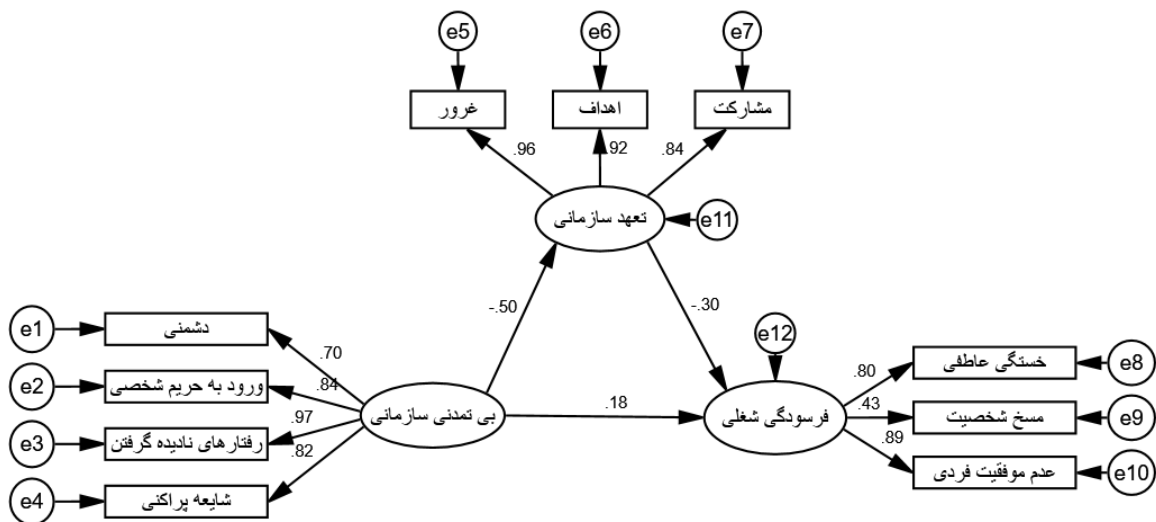 e5
e6
e7
غرور
اهداف
مشارکت
.96
92
.84
تعهد سازمانی
e11
-.50
-.30
e1
دشمنی
.70
e2
ورود به حریم شخصی
.84
e3
رفتارهای نادیده گرفتن
.97
e4
شایعه پراکنی
.82
بی تمدنی سازمانی
.18
e12
فرسودگی شغلی
.80
خستگی عاطفی
e8
.43
مسخ شخصیت
e9
.89
عدم موفقیت فردی
e10